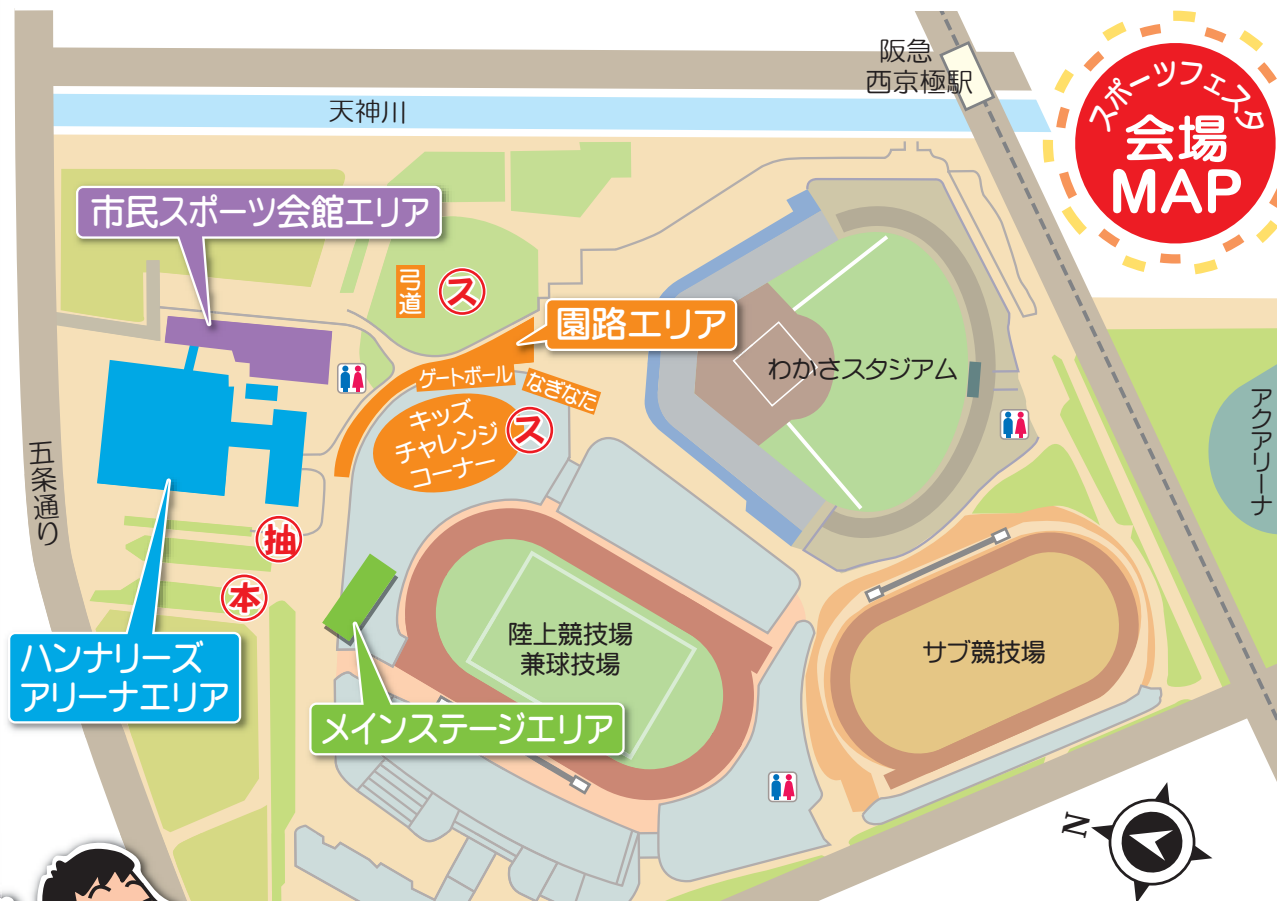 阪急
西京極駅
スポーツフェスタ
会場
MAP
天神川
市民スポーツ会館エリア
弓道
ス
園路エリア
ゲートボール
なぎなた
キッズ
チャレンジ
コーナー
ス
わかさスタジアム
アクアリーナ
五条通り
抽
本
ハンナリーズ
アリーナエリア
陸上競技場
兼球技場
サブ競技場
メインステージエリア
N